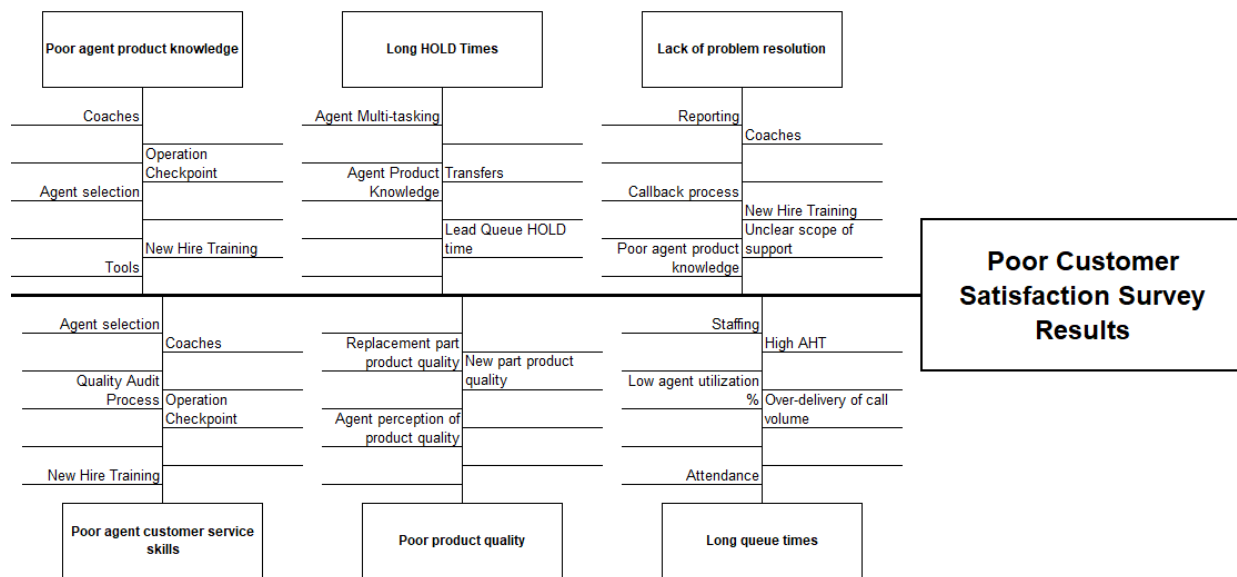 Poor agent product knowledge
Long HOLD Times
Lack of problem resolution
Coaches
Operation
Checkpoint
Agent selection
New Hire Training
Tools
Agent Multi-tasking
Agent Product
Knowledge
Transfers
Lead Queue HOLD
time
Reporting
Coaches
Callback process
New Hire Training
Unclear scope of
support
Poor agent product
knowledge
Poor Customer
Satisfaction Survey
Results
Agent selection
Coaches
Quality Audit
Process
Operation
Checkpoint
New Hire Training
Replacement part
product quality
New part product
quality
Agent perception of
product quality
Staffing
High AHT
Low agent utilization
%
Over-delivery of call
volume
Attendance
Poor agent customer service
skills
Poor product quality
Long queue times